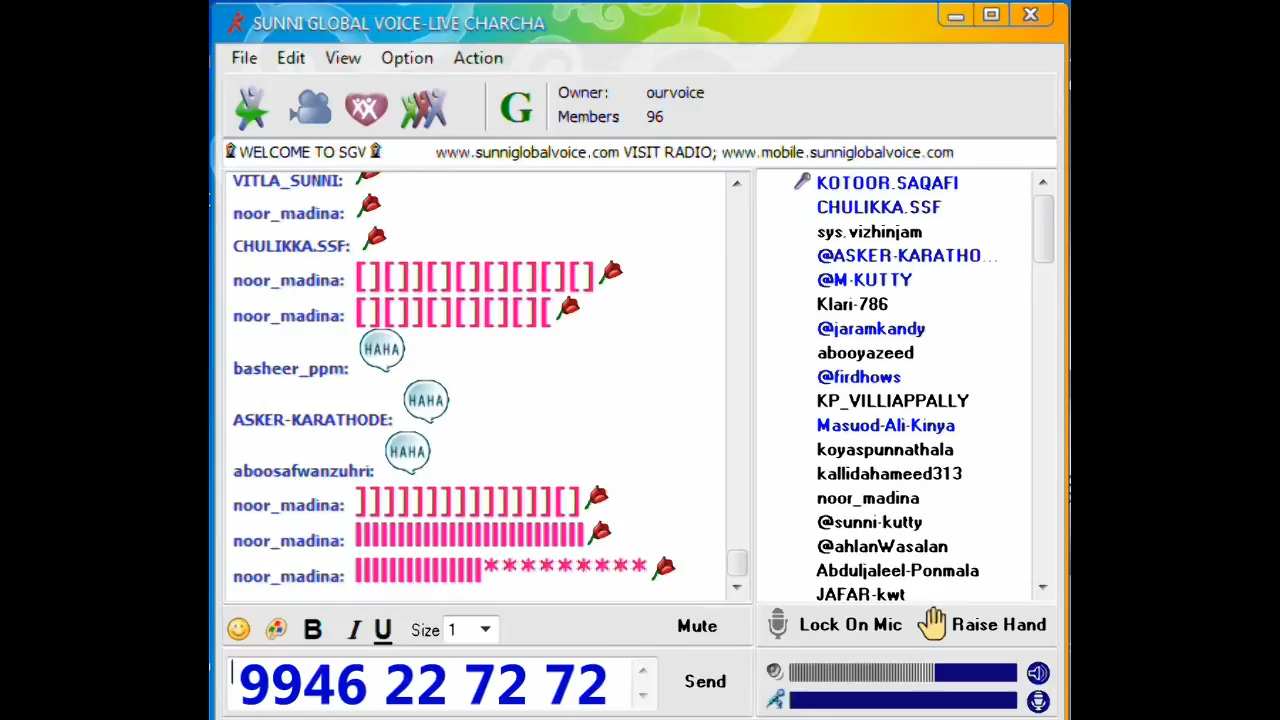 SUNNI GLOBAL VOICE-LIVE CHARCHA
File Edit View Option Action
G
Owner: ourvoice
Members 96
WELCOME TO SGV www.sunniglobalvoice.com VISIT RADIO; www.mobile.sunniglobalvoice.com
VITLA_SUNNI:
noor_madina:
CHULIKKA.SSF:
noor_madina: [][]][][][][][][]
noor_madina: [][]][][][][][
HAHA
basheer_ppm:
HAHA
ASKER-KARATHODE:
HAHA
aboosafwanzuhri:
noor_madina: ]]]]]]]]]]]]]][]
noor_madina: ||||||||||||||||||||||||||||||||
noor_madina: ||||||||||||||||||*********
KOTOOR.SAQAFI
CHULIKKA.SSF
sys.vizhinjam
@ASKER-KARATHO...
@M-KUTTY
Klari-786
@jaramkandy
abooyazeed
@firdhows
KP_VILLIAPPALLY
Masuod-Ali-Kinya
koyaspunnathala
kallidahameed313
noor_madina
@sunni-kutty
@ahlanWasalan
Abduljaleel-Ponmala
JAFAR-kwt
B I U Size 1 Mute
Lock On Mic Raise Hand
9946 22 72 72 Send